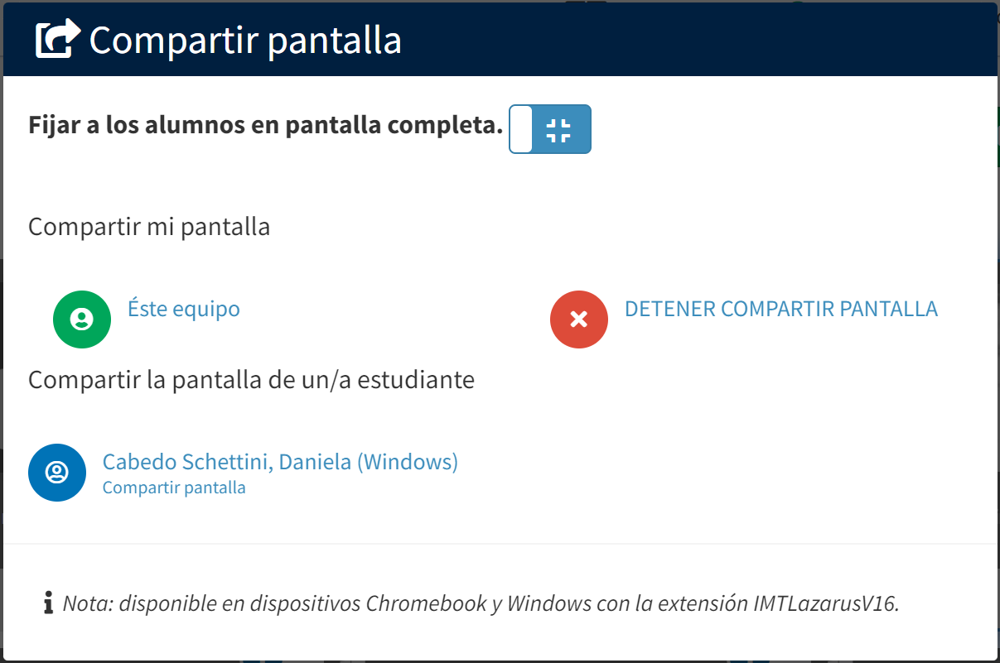 Compartir pantalla
Fijar a los alumnos en pantalla completa.
Compartir mi pantalla
Éste equipo
DETENER COMPARTIR PANTALLA
Compartir la pantalla de un/a estudiante
Cabedo Schettini, Daniela (Windows)
Compartir pantalla
Nota: disponible en dispositivos Chromebook y Windows con la extensión IMTLazarusV16.